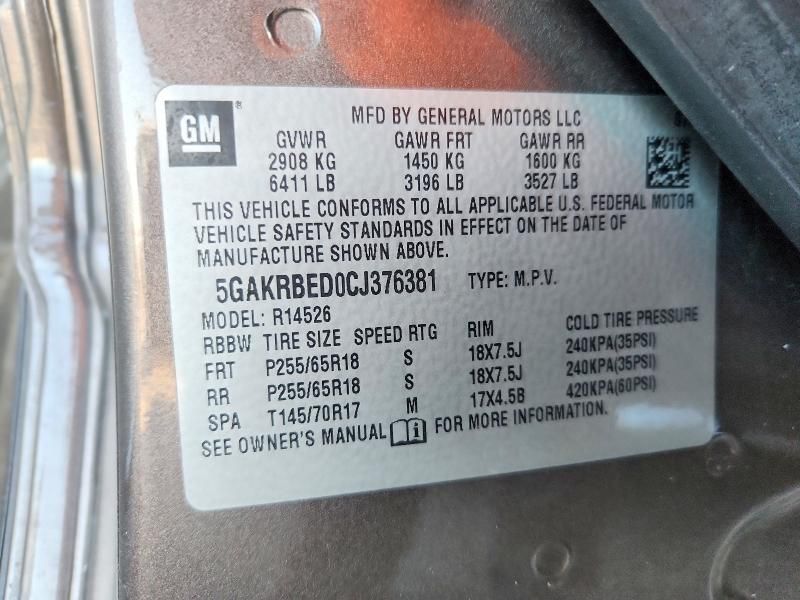 GM
MFD BY GENERAL MOTORS LLC
GVWR GAWR FRT GAWR RR
2908 KG 1450 KG 1600 KG
6411 LB 3196 LB 3527 LB
THIS VEHICLE CONFORMS TO ALL APPLICABLE U.S. FEDERAL MOTOR
VEHICLE SAFETY STANDARDS IN EFFECT ON THE DATE OF
MANUFACTURE SHOWN ABOVE.
5GAKRBED0CJ376381 TYPE: M.P.V.
MODEL: R14526
RBBW TIRE SIZE SPEED RTG RIM COLD TIRE PRESSURE
FRT P255/65R18 S 18X7.5J 240KPA(35PSI)
RR P255/65R18 S 18X7.5J 240KPA(35PSI)
SPA T145/70R17 M 17X4.5B 420KPA(60PSI)
SEE OWNER'S MANUAL FOR MORE INFORMATION.